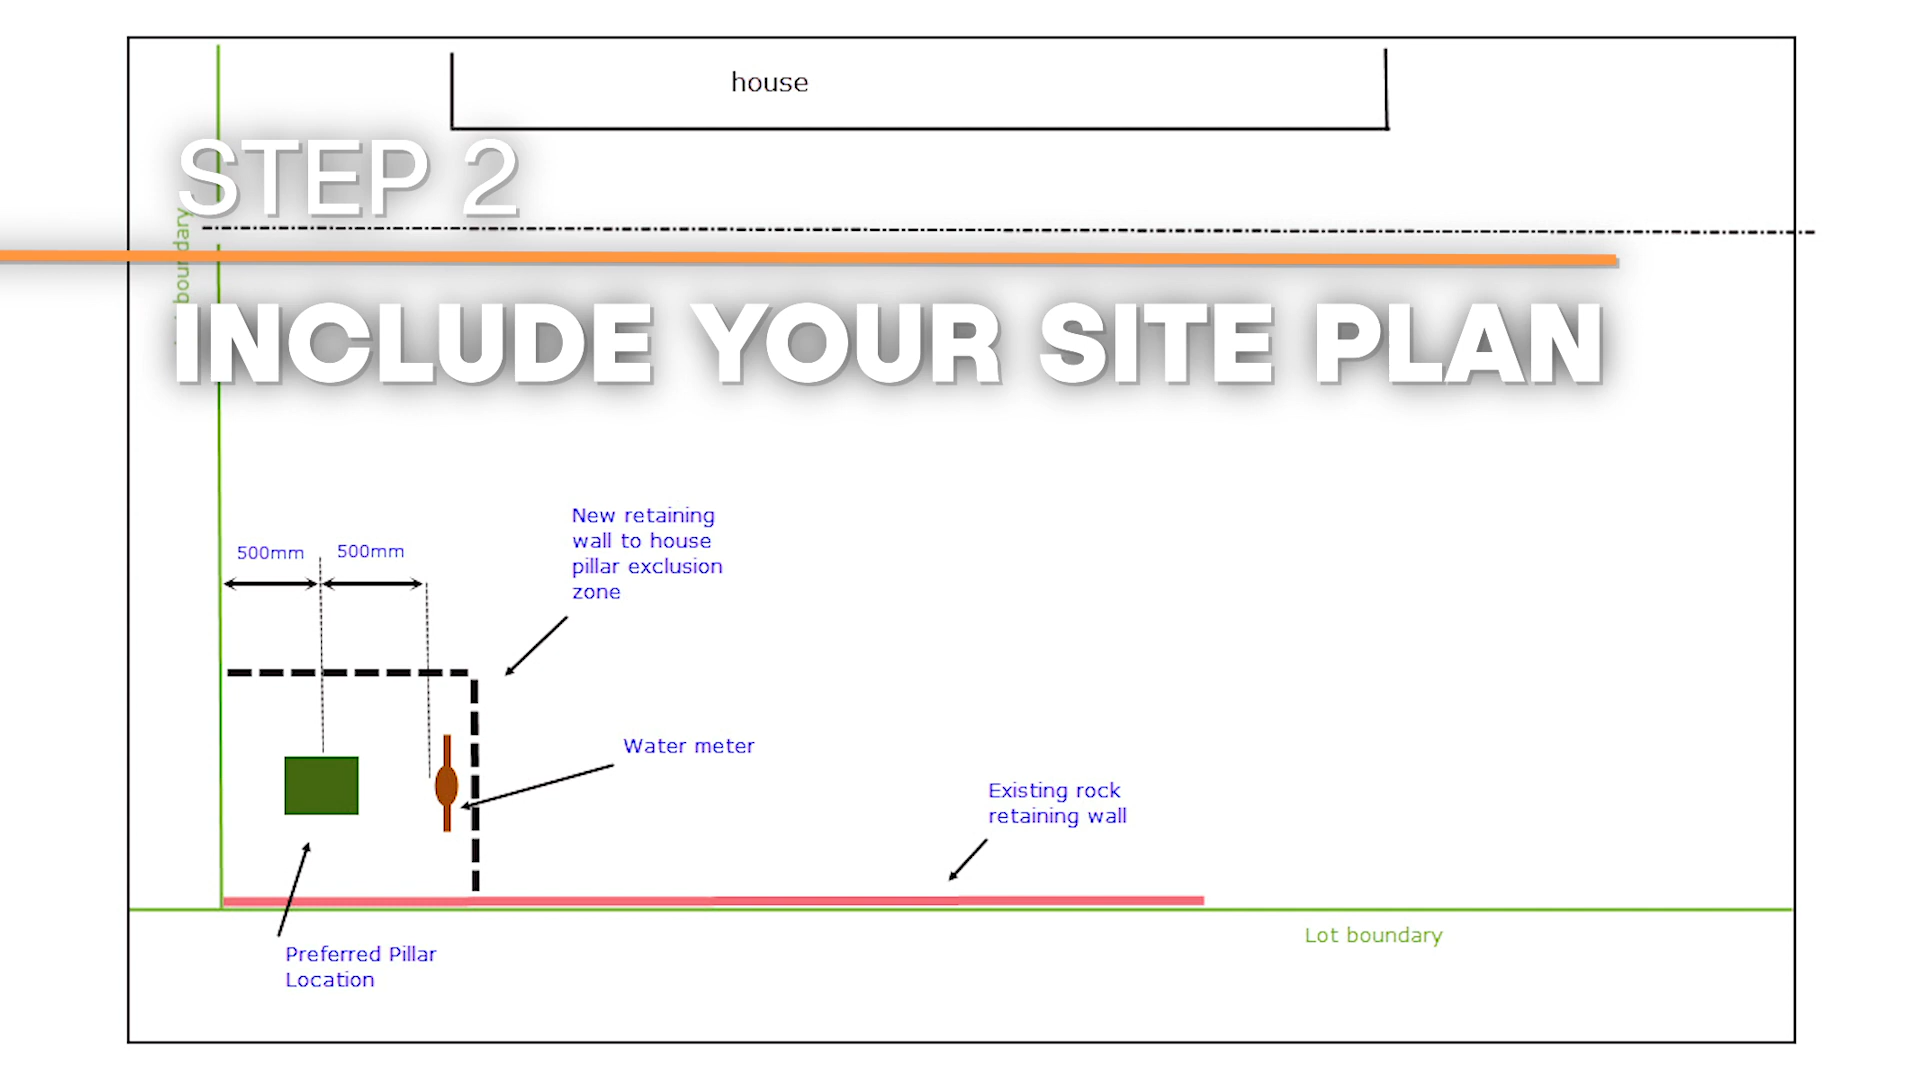 house
STEP 2
boundary
INCLUDE YOUR SITE PLAN
New retaining
wall to house
pillar exclusion
zone
500mm
500mm
Water meter
Existing rock
retaining wall
Lot boundary
Preferred Pillar
Location